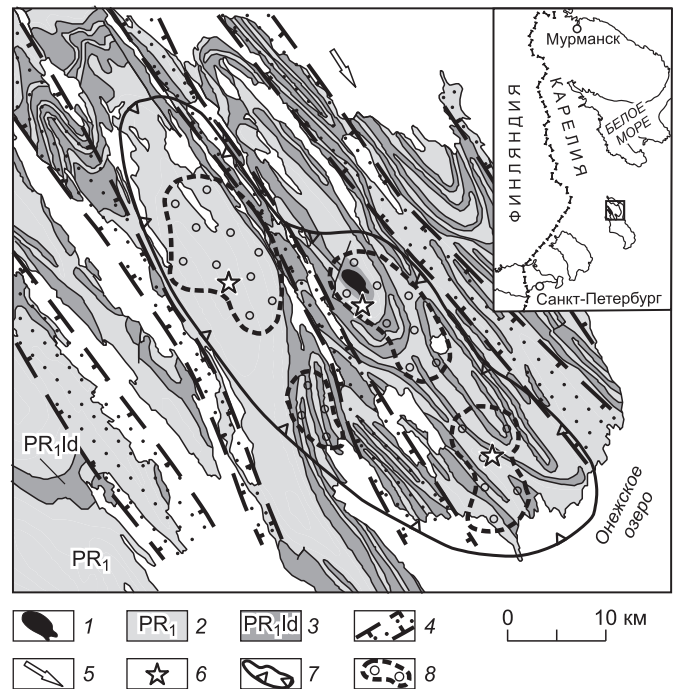 Мурманск
ФИНЛЯНДИЯ
КАРЕЛИЯ
БЕЛОЕ
МОРЕ
Санкт-Петербург
PR₁ld
PR₁
Онежское
озеро
1 PR₁ 2 PR₁ld 3 4 0 10 км
5 6 7 8